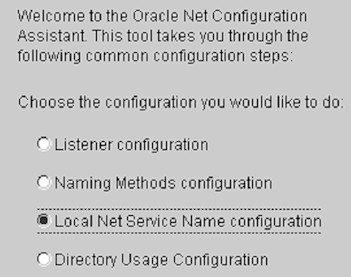 Welcome to the Oracle Net Configuration
Assistant. This tool takes you through the
following common configuration steps:
Choose the configuration you would like to do:
Listener configuration
Naming Methods configuration
Local Net Service Name configuration
Directory Usage Configuration